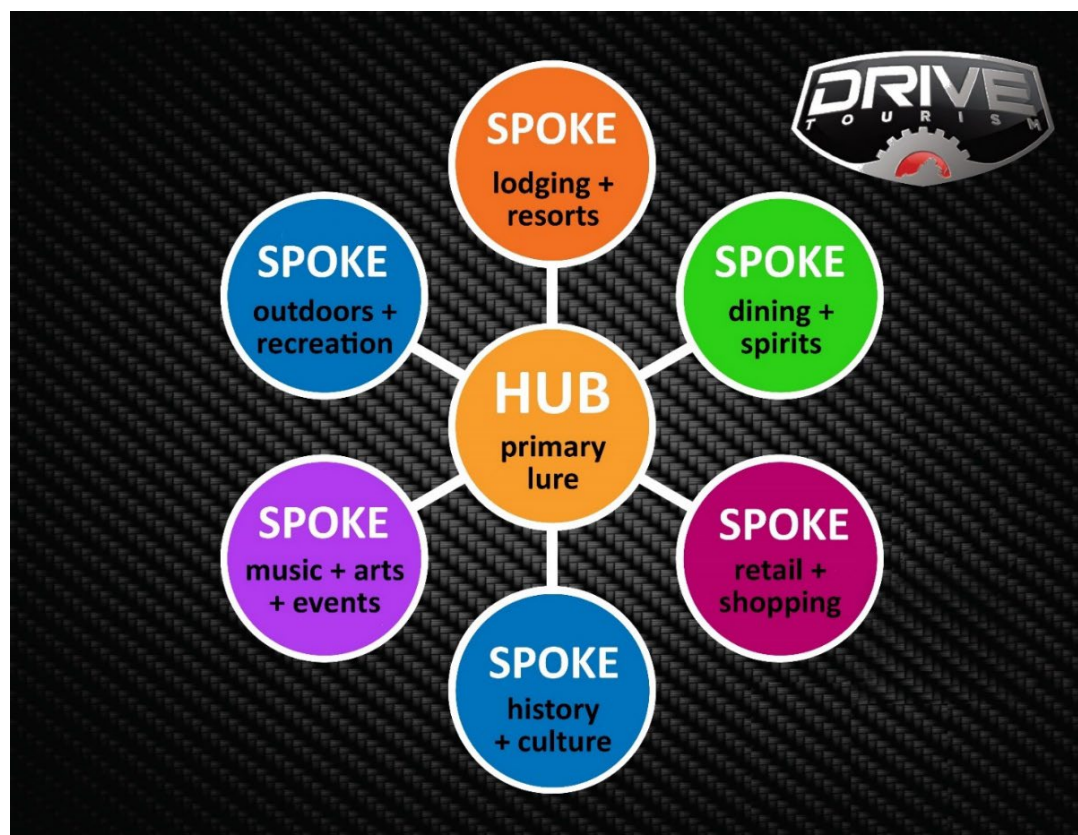 DRIVE
TOURISM
SPOKE
lodging +
resorts
SPOKE
dining +
spirits
SPOKE
retail +
shopping
SPOKE
history
+ culture
SPOKE
music + arts
+ events
SPOKE
outdoors +
recreation
HUB
primary
lure